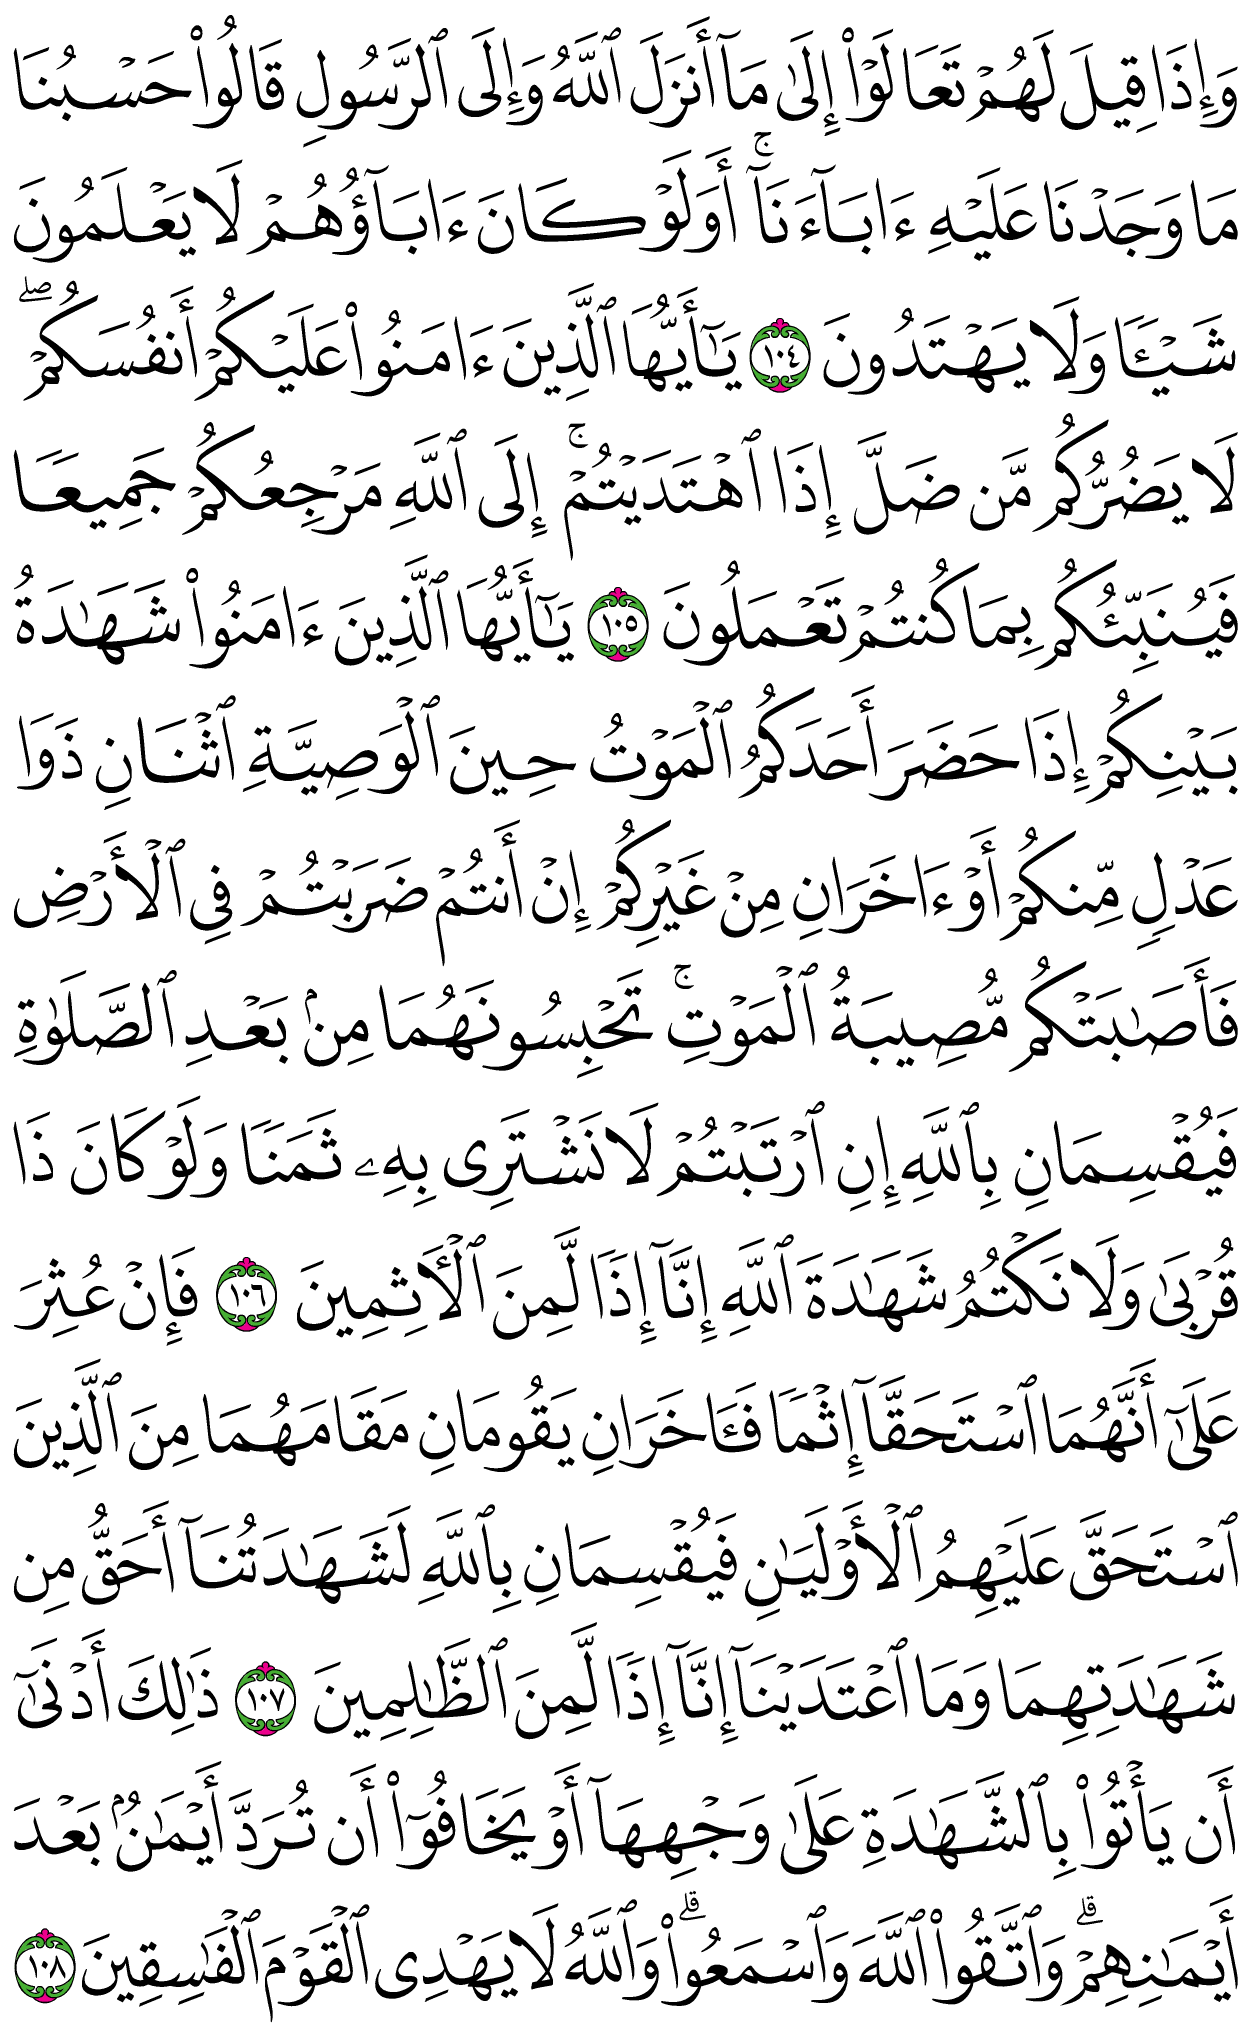 وَإِذَا قِيلَ لَهُمۡ تَعَالَوۡاْ إِلَىٰ مَآ أَنزَلَ ٱللَّهُ وَإِلَى ٱلرَّسُولِ قَالُواْ حَسۡبُنَا
مَا وَجَدۡنَا عَلَيۡهِ ءَابَآءَنَآۚ أَوَلَوۡ كَانَ ءَابَآؤُهُمۡ لَا يَعۡلَمُونَ
شَيۡـٔٗا وَلَا يَهۡتَدُونَ ١٠٤ يَٰٓأَيُّهَا ٱلَّذِينَ ءَامَنُواْ عَلَيۡكُمۡ أَنفُسَكُمۡۖ
لَا يَضُرُّكُم مَّن ضَلَّ إِذَا ٱهۡتَدَيۡتُمۡۚ إِلَى ٱللَّهِ مَرۡجِعُكُمۡ جَمِيعٗا
فَيُنَبِّئُكُم بِمَا كُنتُمۡ تَعۡمَلُونَ ١٠٥ يَٰٓأَيُّهَا ٱلَّذِينَ ءَامَنُواْ شَهَٰدَةُ
بَيۡنِكُمۡ إِذَا حَضَرَ أَحَدَكُمُ ٱلۡمَوۡتُ حِينَ ٱلۡوَصِيَّةِ ٱثۡنَانِ ذَوَا
عَدۡلٖ مِّنكُمۡ أَوۡ ءَاخَرَانِ مِنۡ غَيۡرِكُمۡ إِنۡ أَنتُمۡ ضَرَبۡتُمۡ فِي ٱلۡأَرۡضِ
فَأَصَٰبَتۡكُم مُّصِيبَةُ ٱلۡمَوۡتِۚ تَحۡبِسُونَهُمَا مِنۢ بَعۡدِ ٱلصَّلَوٰةِ
فَيُقۡسِمَانِ بِٱللَّهِ إِنِ ٱرۡتَبۡتُمۡ لَا نَشۡتَرِي بِهِۦ ثَمَنٗا وَلَوۡ كَانَ ذَا
قُرۡبَىٰ وَلَا نَكۡتُمُ شَهَٰدَةَ ٱللَّهِ إِنَّآ إِذٗا لَّمِنَ ٱلۡأٓثِمِينَ ١٠٦ فَإِنۡ عُثِرَ
عَلَىٰٓ أَنَّهُمَا ٱسۡتَحَقَّآ إِثۡمٗا فَـَٔاخَرَانِ يَقُومَانِ مَقَامَهُمَا مِنَ ٱلَّذِينَ
ٱسۡتَحَقَّ عَلَيۡهِمُ ٱلۡأَوۡلَيَٰنِ فَيُقۡسِمَانِ بِٱللَّهِ لَشَهَٰدَتُنَآ أَحَقُّ مِن
شَهَٰدَتِهِمَا وَمَا ٱعۡتَدَيۡنَآ إِنَّآ إِذٗا لَّمِنَ ٱلظَّٰلِمِينَ ١٠٧ ذَٰلِكَ أَدۡنَىٰٓ
أَن يَأۡتُواْ بِٱلشَّهَٰدَةِ عَلَىٰ وَجۡهِهَآ أَوۡ يَخَافُوٓاْ أَن تُرَدَّ أَيۡمَٰنُۢ بَعۡدَ
أَيۡمَٰنِهِمۡۗ وَٱتَّقُواْ ٱللَّهَ وَٱسۡمَعُواْۗ وَٱللَّهُ لَا يَهۡدِي ٱلۡقَوۡمَ ٱلۡفَٰسِقِينَ ١٠٨